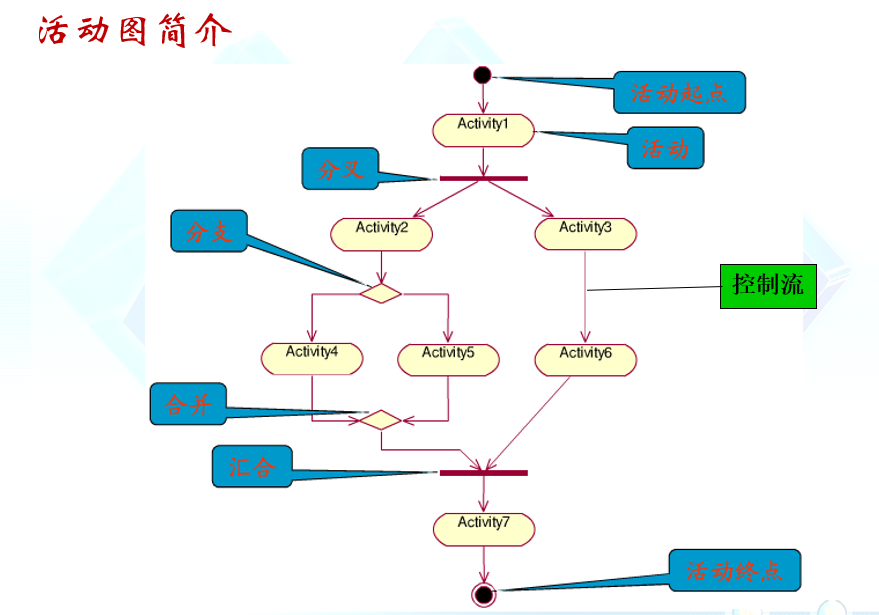 活动图简介
活动起点
Activity1
活动
分叉
Activity2
Activity3
分支
控制流
Activity4
Activity5
Activity6
合并
汇合
Activity7
活动终点